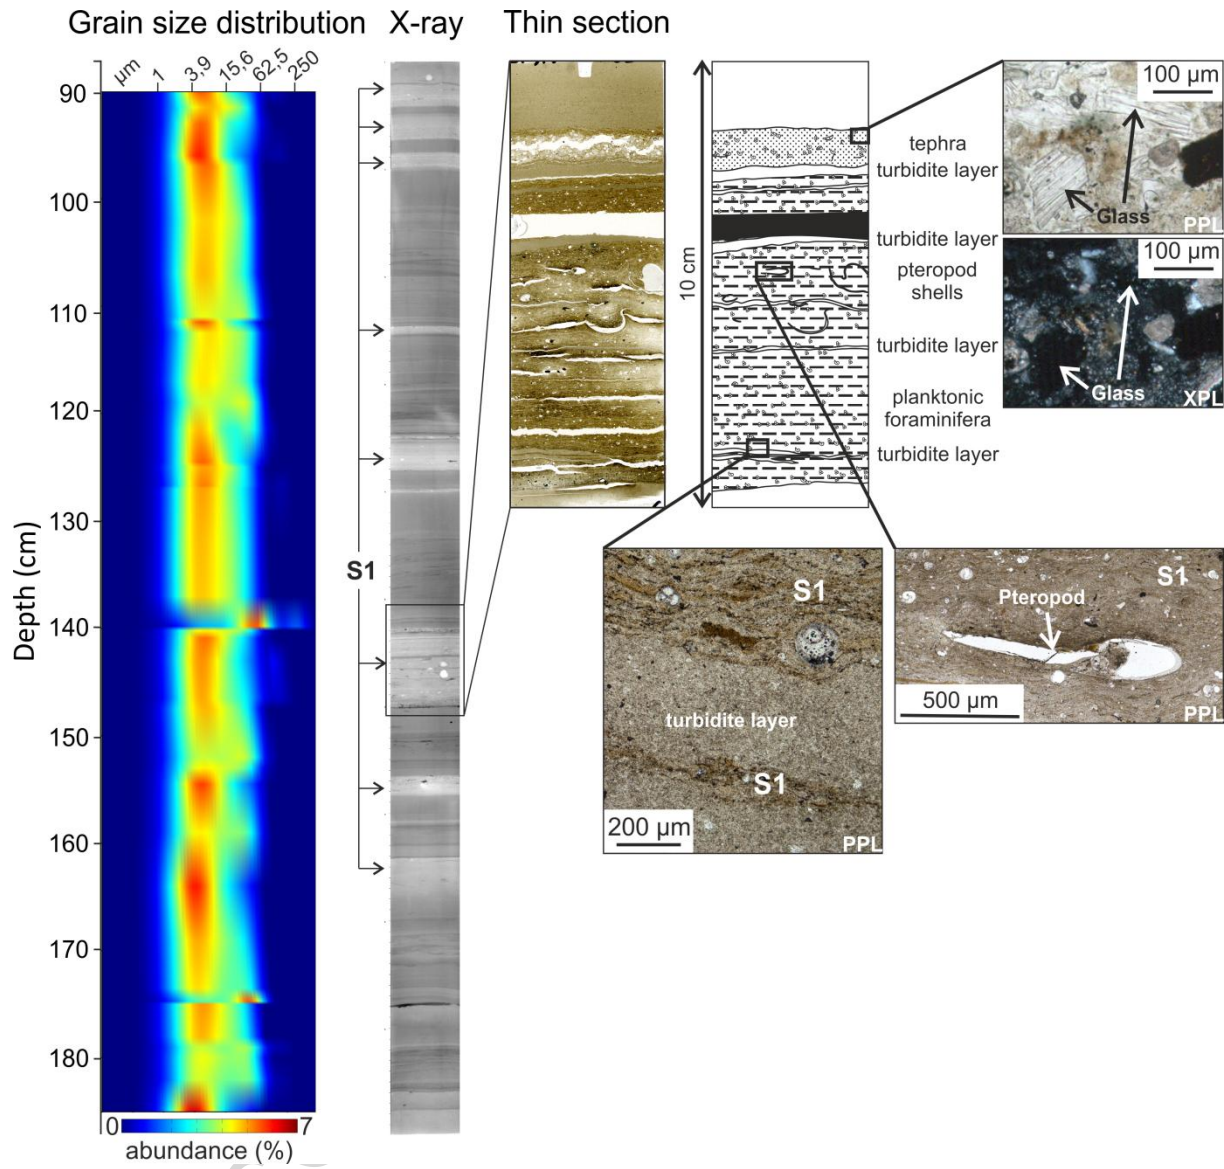 Grain size distribution
X-ray
Thin section
µm
1
3,9
15,6
62,5
250
90
100
110
120
130
140
150
160
170
180
Depth (cm)
0
7
abundance (%)
S1
10 cm
tephra
turbidite layer
turbidite layer
pteropod
shells
turbidite layer
planktonic
foraminifera
turbidite layer
100 µm
Glass
PPL
100 µm
Glass
XPL
S1
turbidite layer
S1
200 µm
PPL
S1
Pteropod
500 µm
PPL